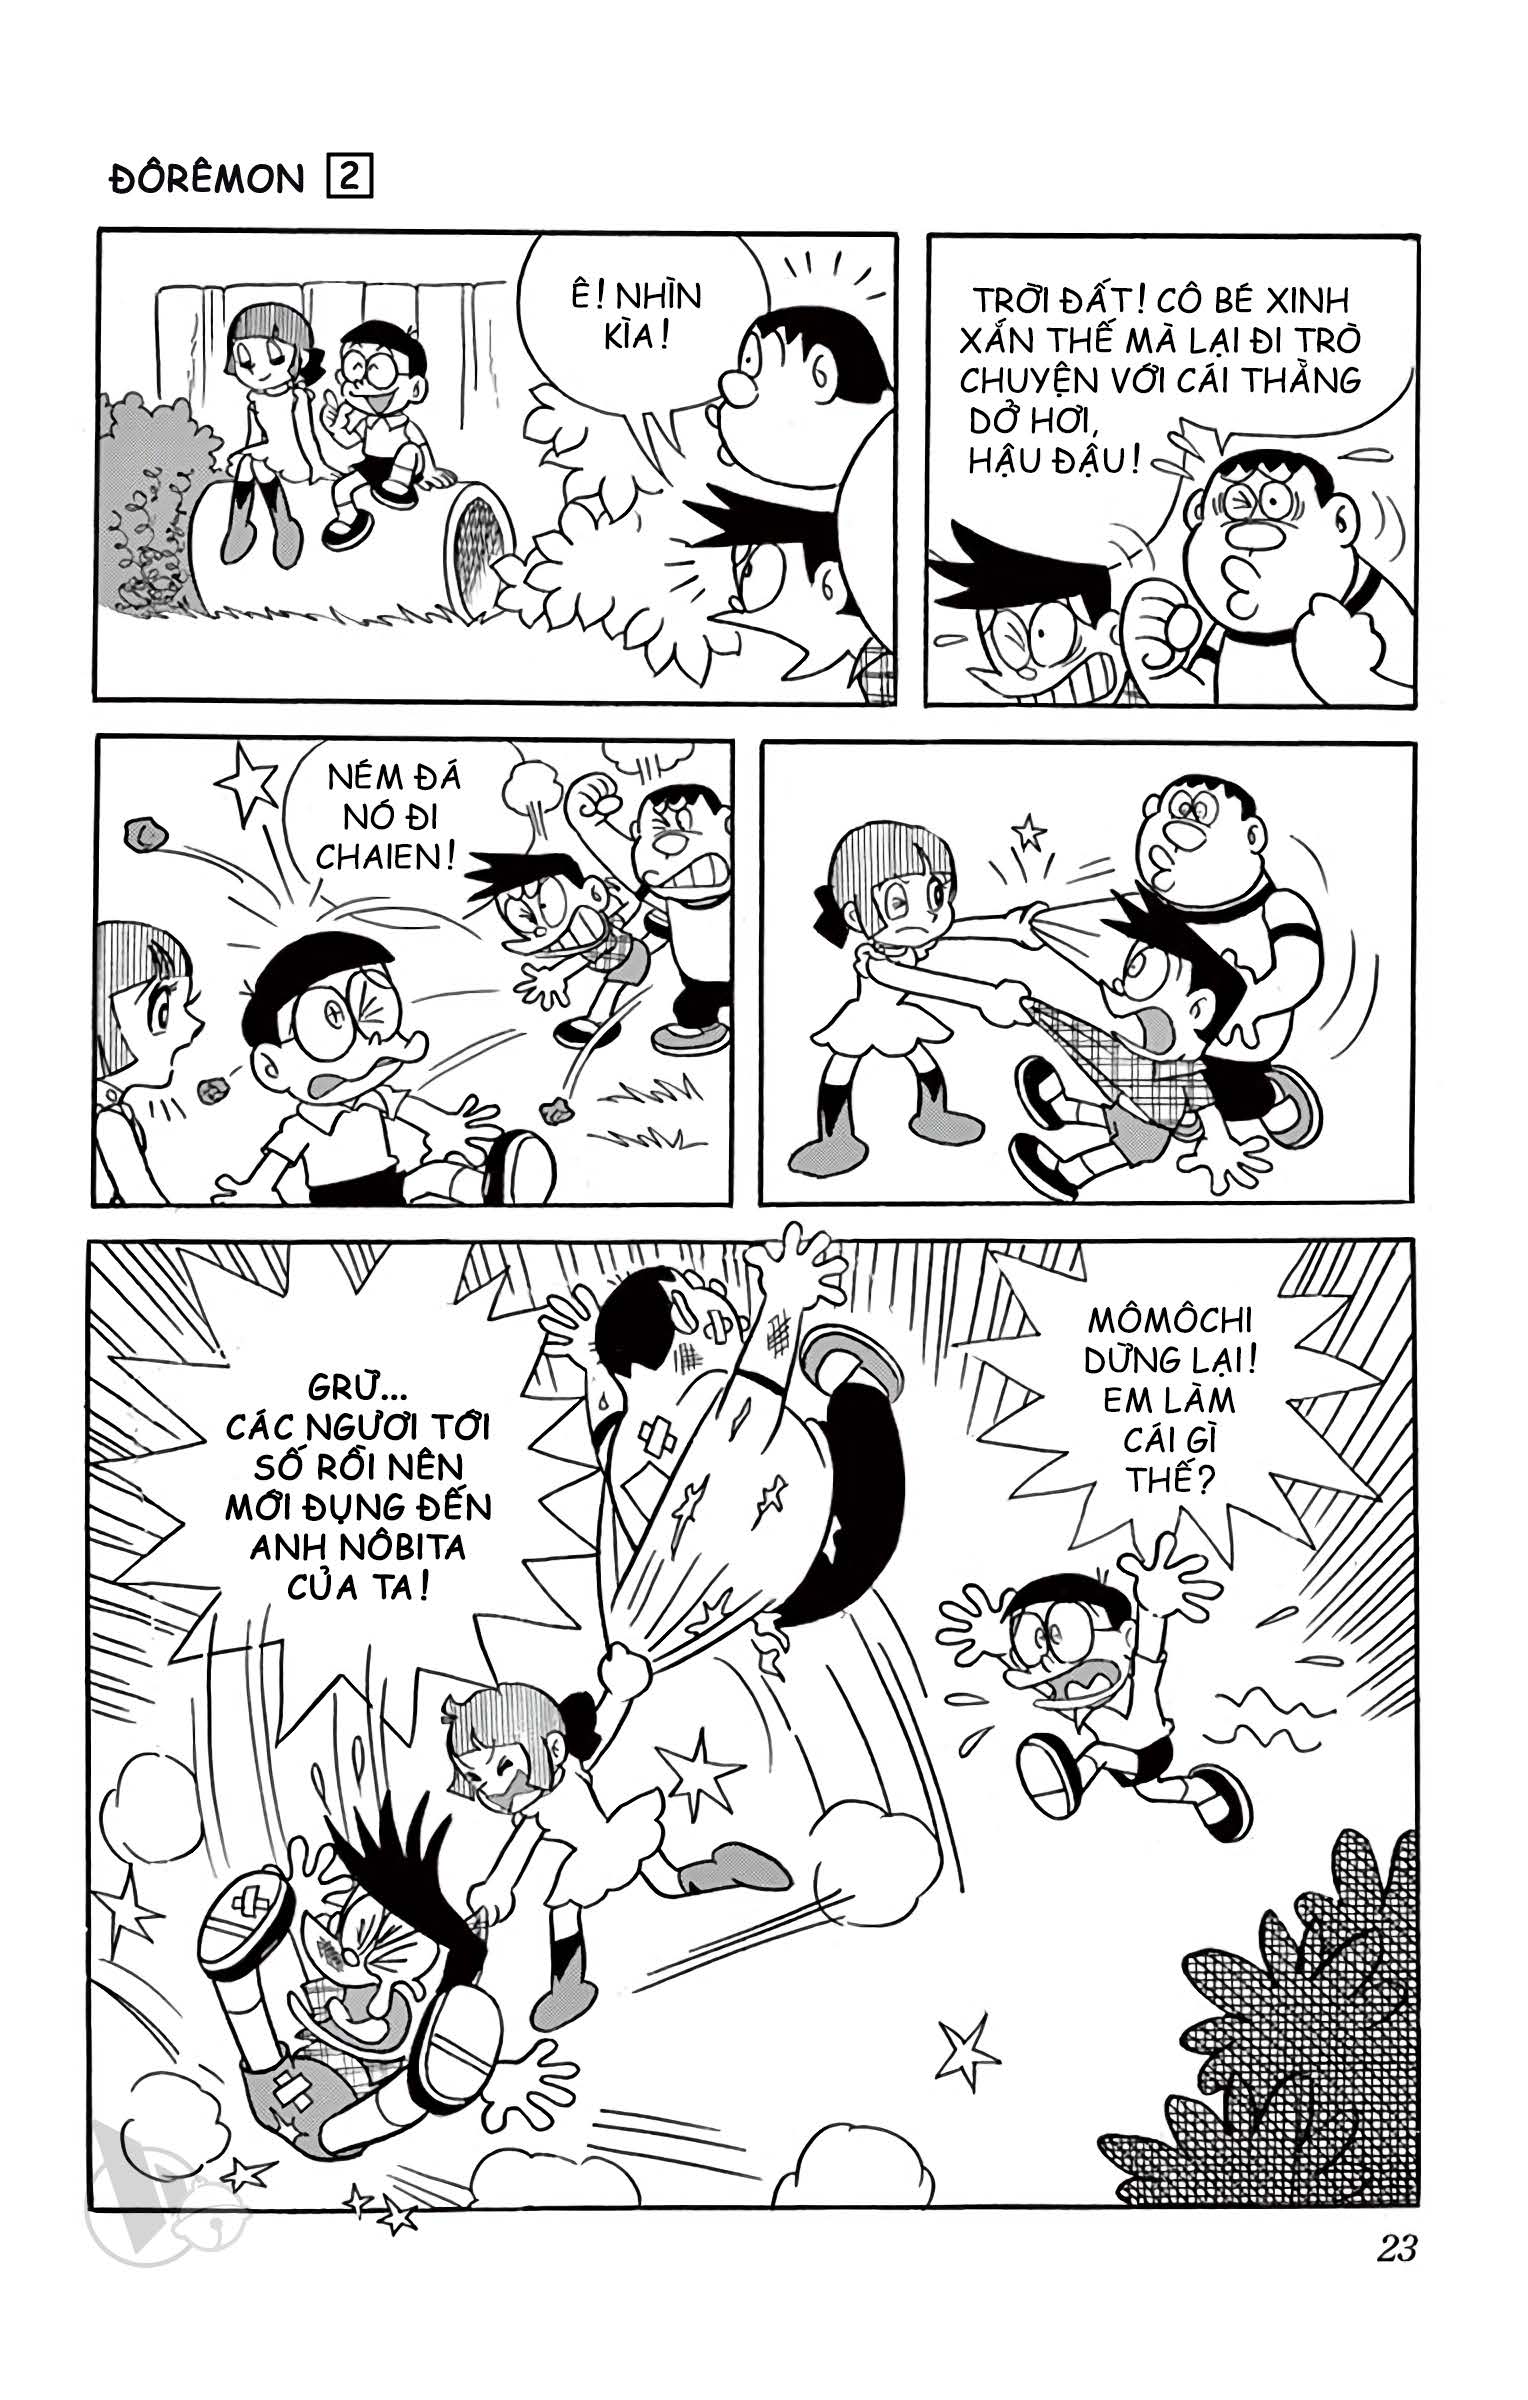 ĐÔRÊMON 2
Ê! NHÌN
KÌA!
TRỜI ĐẤT! CÔ BÉ XINH
XẮN THẾ MÀ LẠI ĐI TRÒ
CHUYỆN VỚI CÁI THẰNG
DỞ HƠI,
HẬU ĐẬU!
NÉM ĐÁ
NÓ ĐI
CHAIEN!
GRỪ...
CÁC NGƯƠI TỚI
SỐ RỒI NÊN
MỚI ĐỤNG ĐẾN
ANH NÔBITA
CỦA TA!
MÔMÔCHI
DỪNG LẠI!
EM LÀM
CÁI GÌ
THẾ?
23